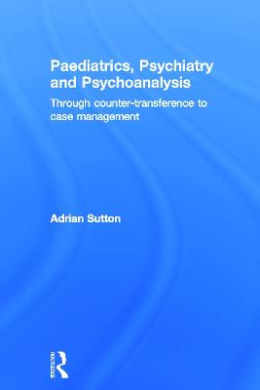 Paediatrics, Psychiatry
and Psychoanalysis
Through counter-transference to
case management
Adrian Sutton
Routledge